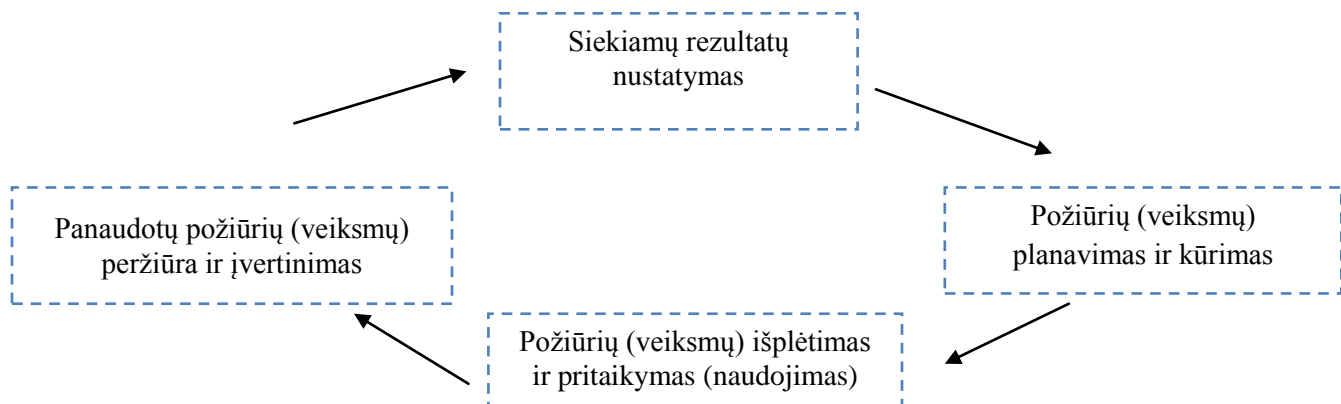 Siekiamų rezultatų
nustatymas
Panaudotų požiūrių (veiksmų)
peržiūra ir įvertinimas
Požiūrių (veiksmų)
planavimas ir kūrimas
Požiūrių (veiksmų) išplėtimas
ir pritaikymas (naudojimas)